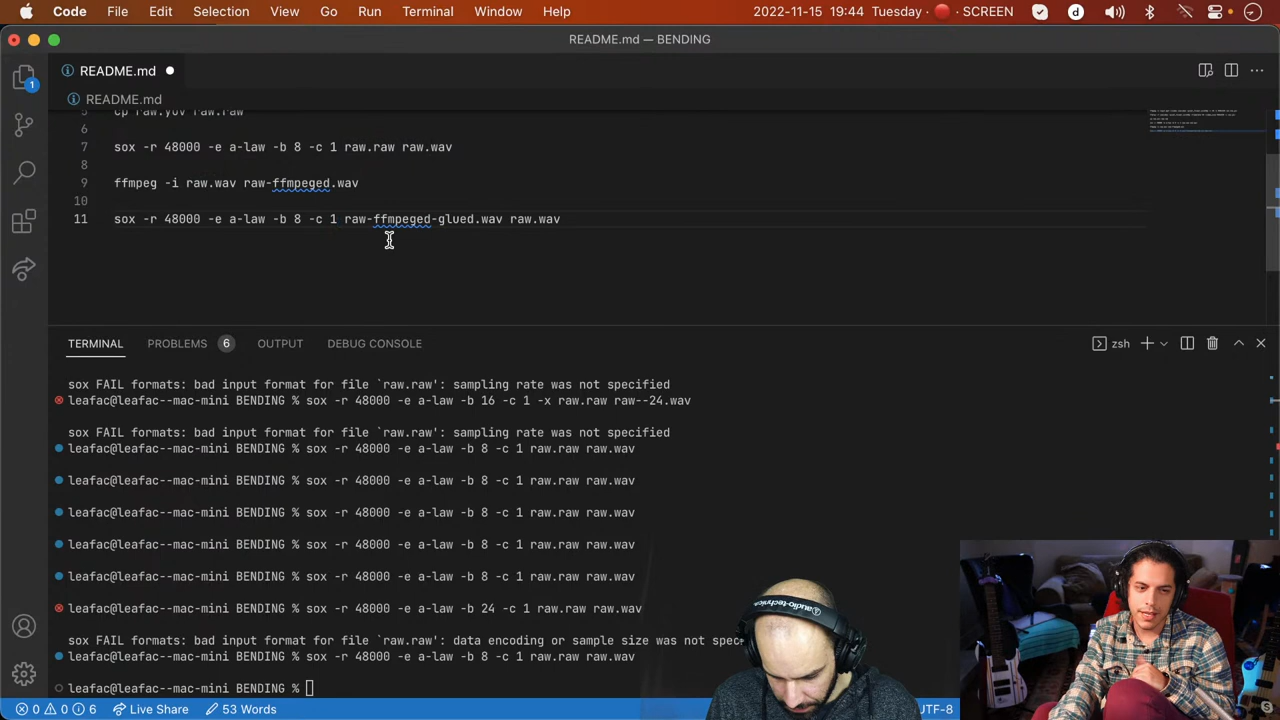 Code File Edit Selection View Go Run Terminal Window Help 2022-11-15 19:44 Tuesday SCREEN d
README.md — BENDING
README.md
README.md
5 cp raw.yuv raw.raw
6
7 sox -r 48000 -e a-law -b 8 -c 1 raw.raw raw.wav
8
9 ffmpeg -i raw.wav raw-ffmpeged.wav
10
11 sox -r 48000 -e a-law -b 8 -c 1 raw-ffmpeged-glued.wav raw.wav
1
TERMINAL PROBLEMS 6 OUTPUT DEBUG CONSOLE zsh
sox FAIL formats: bad input format for file `raw.raw': sampling rate was not specified
leafac@leafac--mac-mini BENDING % sox -r 48000 -e a-law -b 16 -c 1 -x raw.raw raw--24.wav
sox FAIL formats: bad input format for file `raw.raw': sampling rate was not specified
leafac@leafac--mac-mini BENDING % sox -r 48000 -e a-law -b 8 -c 1 raw.raw raw.wav
leafac@leafac--mac-mini BENDING % sox -r 48000 -e a-law -b 8 -c 1 raw.raw raw.wav
leafac@leafac--mac-mini BENDING % sox -r 48000 -e a-law -b 8 -c 1 raw.raw raw.wav
leafac@leafac--mac-mini BENDING % sox -r 48000 -e a-law -b 8 -c 1 raw.raw raw.wav
leafac@leafac--mac-mini BENDING % sox -r 48000 -e a-law -b 8 -c 1 raw.raw raw.wav
leafac@leafac--mac-mini BENDING % sox -r 48000 -e a-law -b 24 -c 1 raw.raw raw.wav
sox FAIL formats: bad input format for file `raw.raw': data encoding or sample size was not spec
leafac@leafac--mac-mini BENDING % sox -r 48000 -e a-law -b 8 -c 1 raw.raw raw.wav
leafac@leafac--mac-mini BENDING %
audio-technica
0 0 6 Live Share 53 Words UTF-8